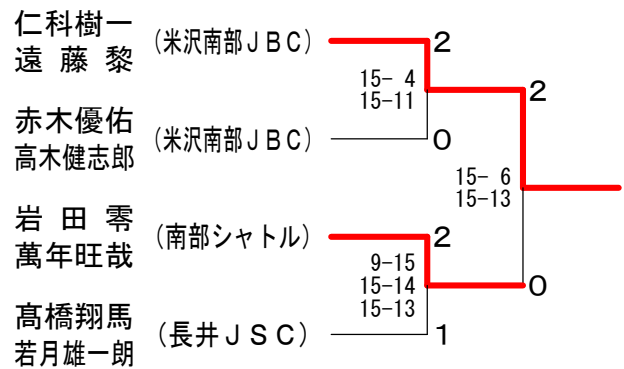 仁科樹一
遠藤黎
(米沢南部JBC)
2
15- 4
15-11
2
赤木優佑
高木健志郎
(米沢南部JBC)
0
15- 6
15-13
岩田零
萬年旺哉
(南部シャトル)
2
9-15
15-14
15-13
0
髙橋翔馬
若月雄一朗
(長井JSC)
1